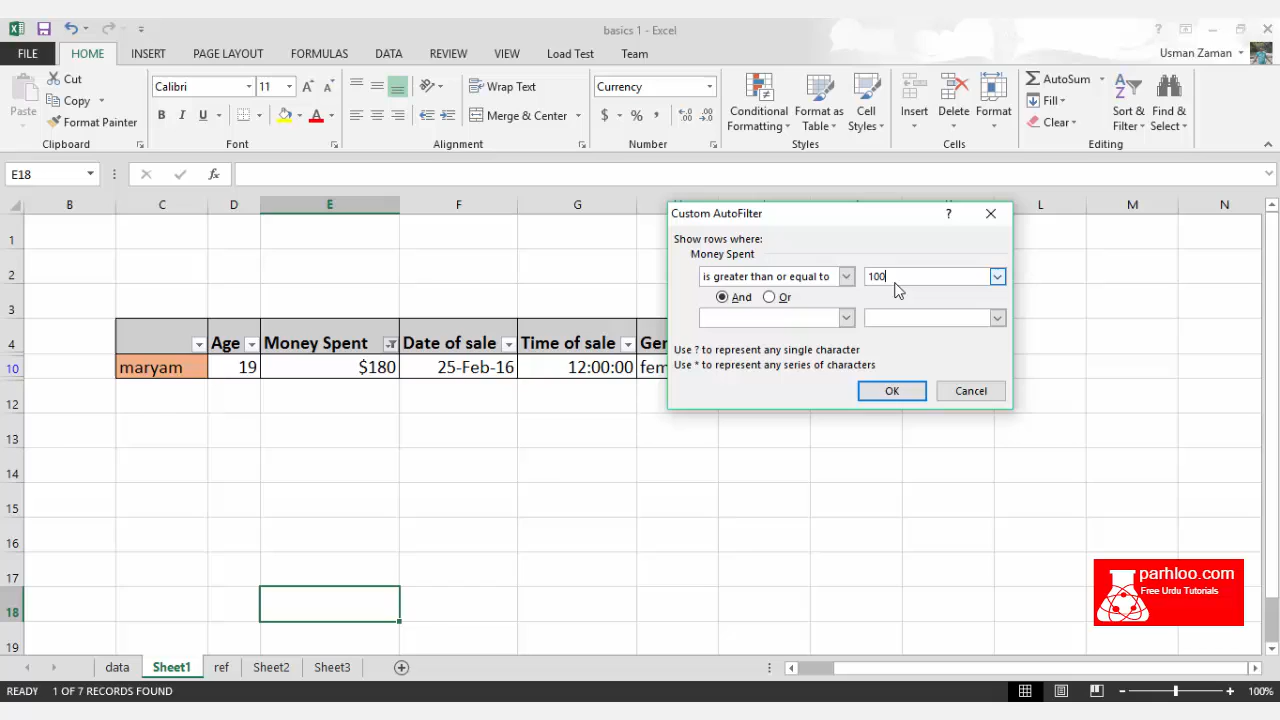 basics 1 - Excel
FILE HOME INSERT PAGE LAYOUT FORMULAS DATA REVIEW VIEW Load Test Team Usman Zaman
Paste Cut Copy Format Painter Clipboard
Calibri 11 B I U A Font
Wrap Text Merge & Center Alignment
Currency $ % , Number
Conditional Formatting Format as Table Cell Styles Styles
Insert Delete Format Cells
AutoSum Fill Clear Sort & Filter Find & Select Editing
E18 fx
B C D E F G L M N
Custom AutoFilter ?
Show rows where:
Money Spent
is greater than or equal to 100
And Or
Use ? to represent any single character
Use * to represent any series of characters
OK Cancel
1
2
3
4 Age Money Spent Date of sale Time of sale
10 maryam 19 $180 25-Feb-16 12:00:00
12
13
14
15
16
17
18
19
parhloo.com
Free Urdu Tutorials
data Sheet1 ref Sheet2 Sheet3
READY 1 OF 7 RECORDS FOUND 100%